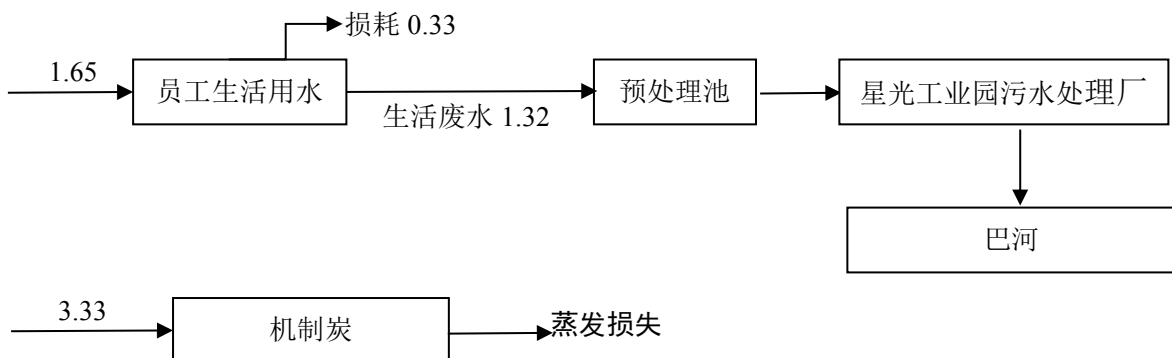 损耗 0.33
1.65
员工生活用水
生活废水 1.32
预处理池
星光工业园污水处理厂
巴河
3.33
机制炭
蒸发损失